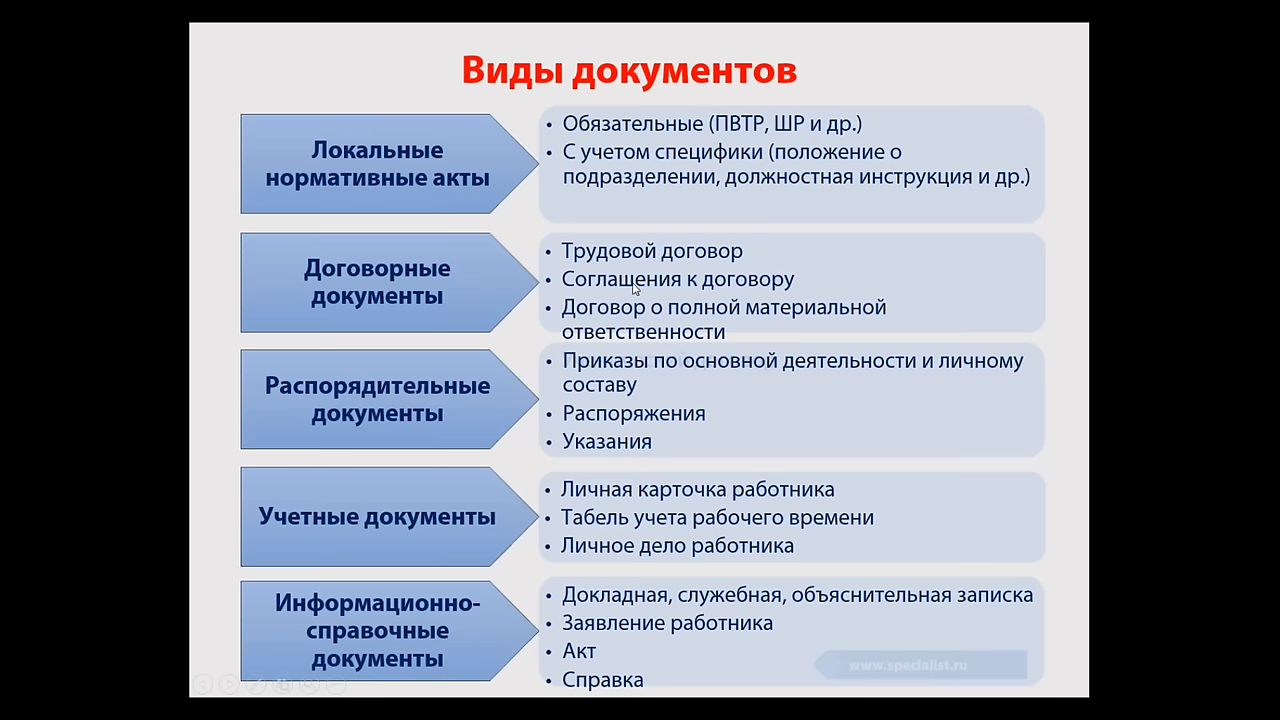 Виды документов
Локальные
нормативные акты
• Обязательные (ПВТР, ШР и др.)
• С учетом специфики (положение о
подразделении, должностная инструкция и др.)
Договорные
документы
• Трудовой договор
• Соглашения к договору
• Договор о полной материальной
ответственности
Распорядительные
документы
• Приказы по основной деятельности и личному
составу
• Распоряжения
• Указания
Учетные документы
• Личная карточка работника
• Табель учета рабочего времени
• Личное дело работника
Информационно-
справочные
документы
• Докладная, служебная, объяснительная записка
• Заявление работника
• Акт
• Справка
www.specialist.ru